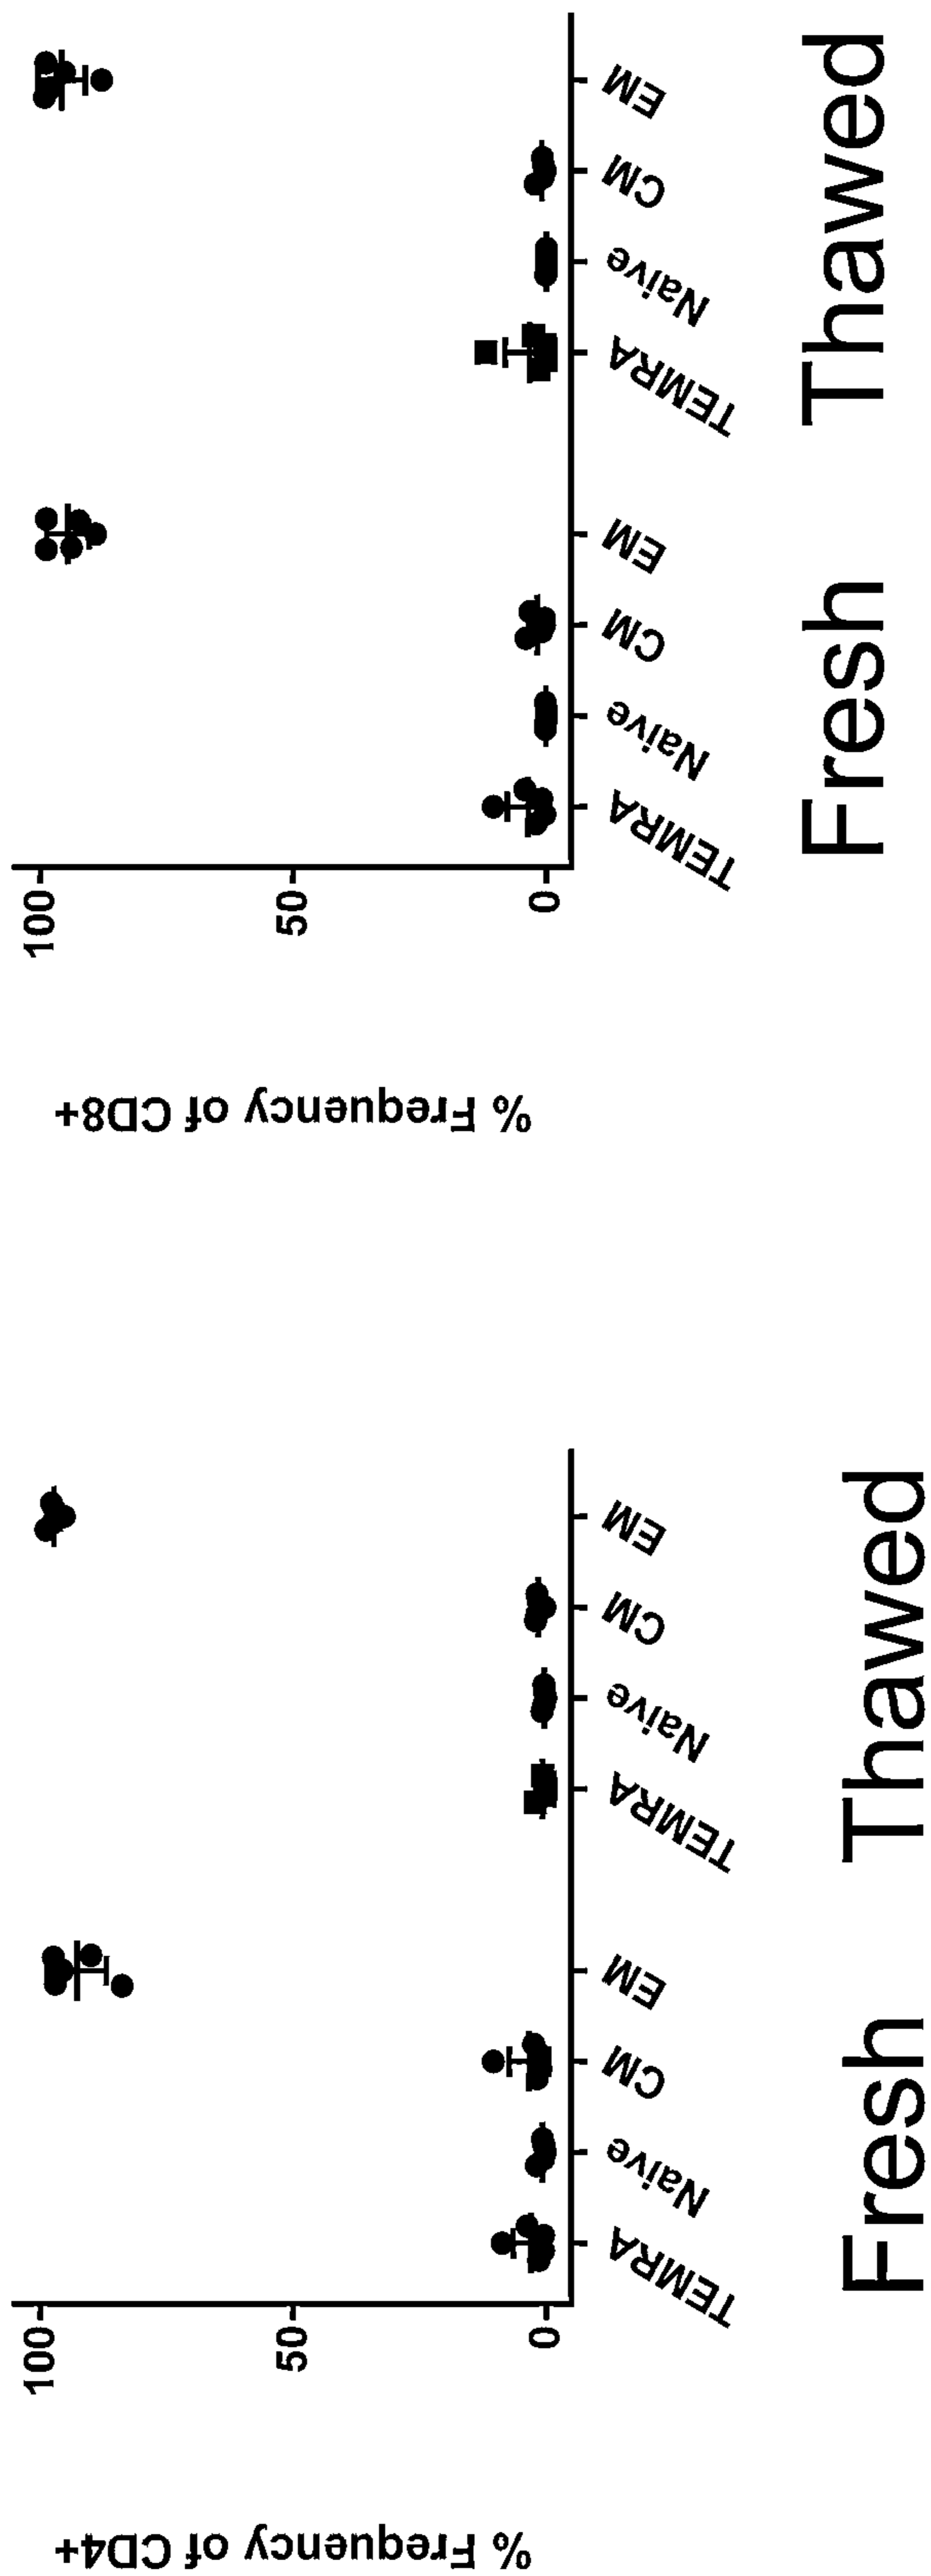 % Frequency of CD4+
100
50
0
TEMRA
Naive
CM
EM
TEMRA
Naive
CM
EM
Fresh Thawed
% Frequency of CD8+
100
50
0
TEMRA
Naive
CM
EM
TEMRA
Naive
CM
EM
Fresh Thawed